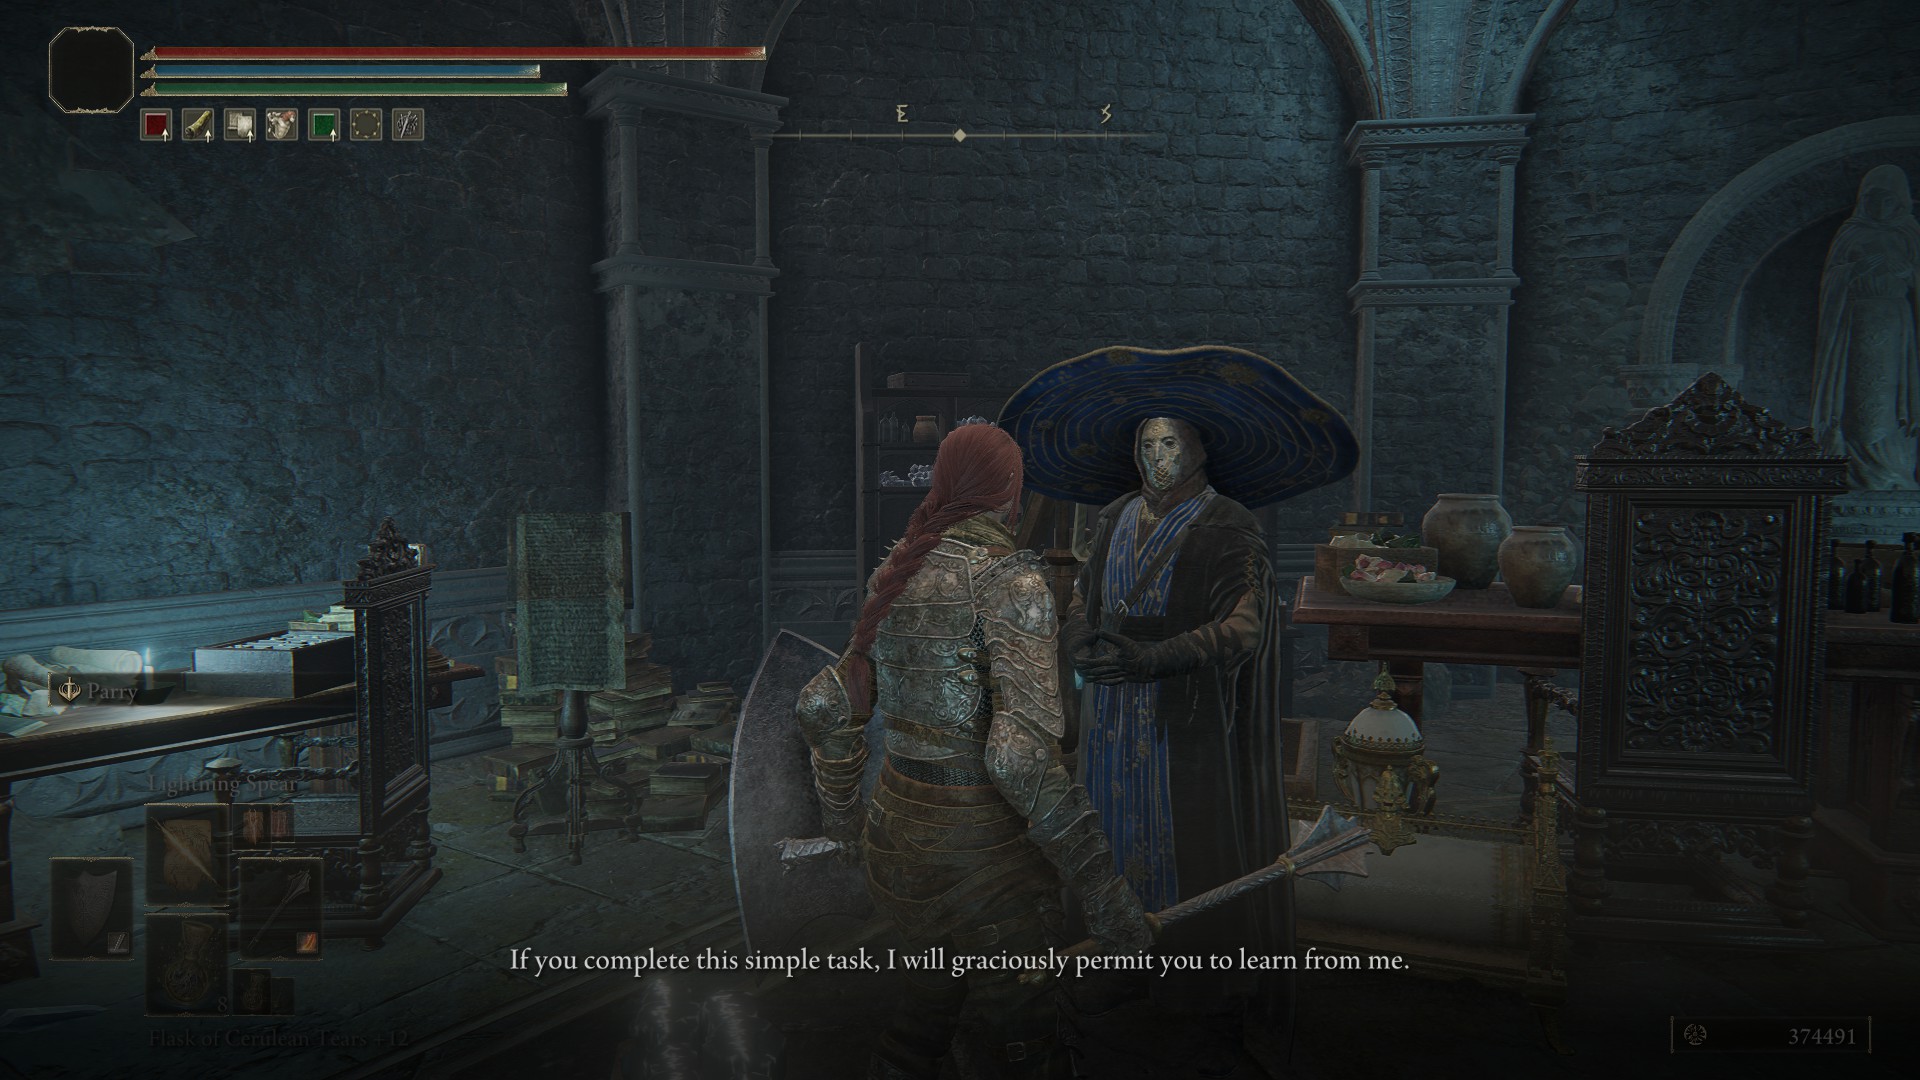 E S
Parry
Lightning Spear
If you complete this simple task, I will graciously permit you to learn from me.
8
Flask of Cerulean Tears +12
374491